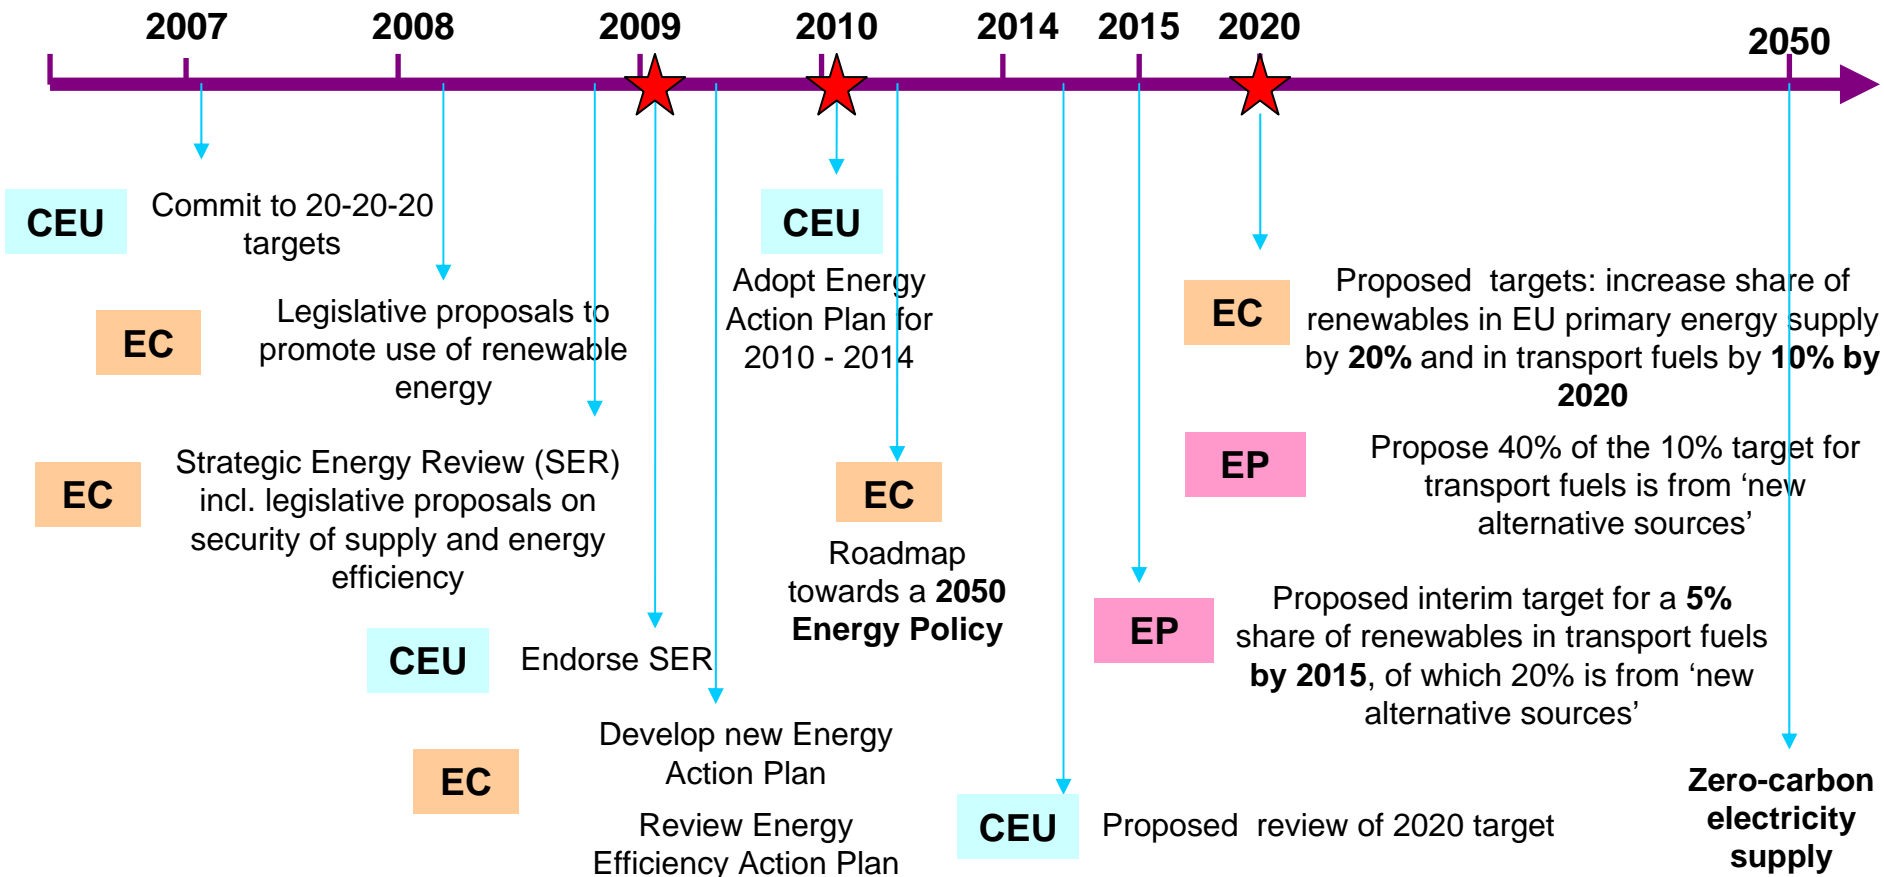 2007 2008 2009 2010 2014 2015 2020 2050
CEU
Commit to 20-20-20
targets
EC
Legislative proposals to
promote use of renewable
energy
EC
Strategic Energy Review (SER)
incl. legislative proposals on
security of supply and energy
efficiency
CEU
Endorse SER
EC
Develop new Energy
Action Plan
Review Energy
Efficiency Action Plan
CEU
Adopt Energy
Action Plan for
2010 - 2014
EC
Roadmap
towards a 2050
Energy Policy
CEU
Proposed review of 2020 target
EP
Proposed interim target for a 5%
share of renewables in transport fuels
by 2015, of which 20% is from ‘new
alternative sources’
EC
Proposed targets: increase share of
renewables in EU primary energy supply
by 20% and in transport fuels by 10% by
2020
EP
Propose 40% of the 10% target for
transport fuels is from ‘new
alternative sources’
Zero-carbon
electricity
supply